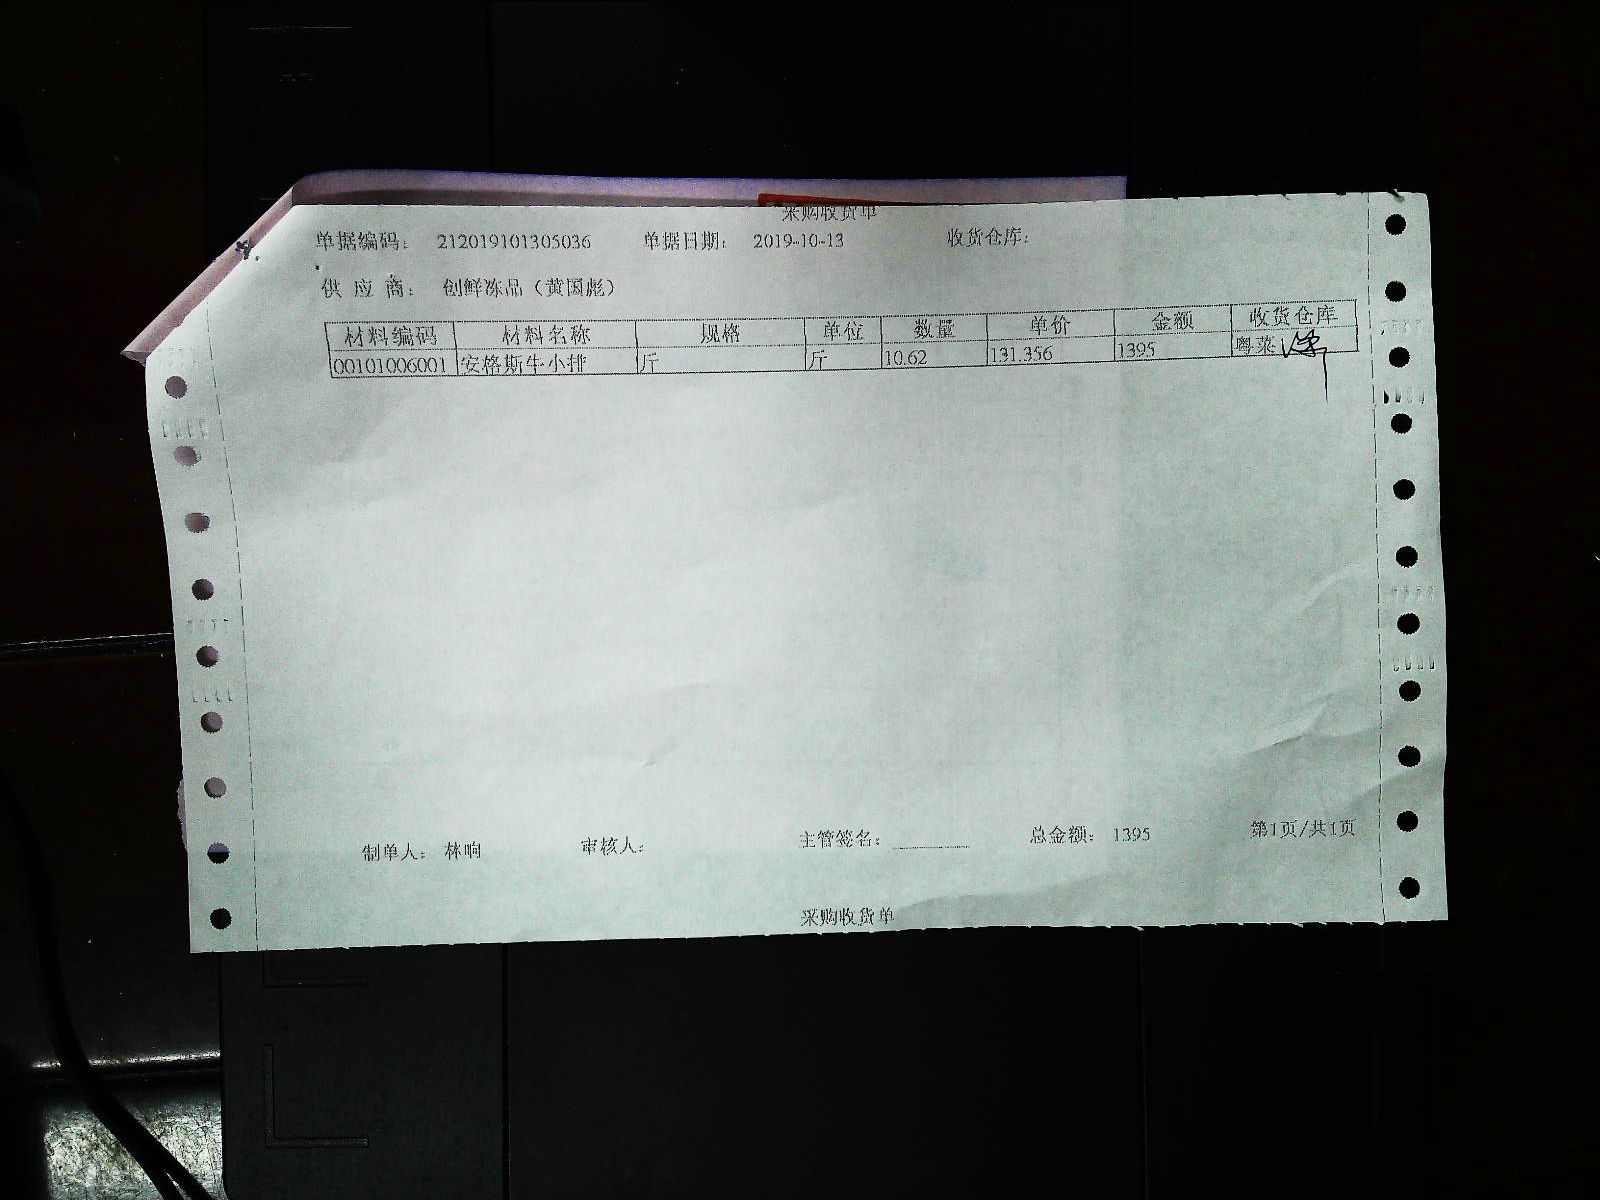 采购收货单
单据编码： 212019101305036 单据日期： 2019-10-13 收货仓库：
供 应 商： 创鲜冻品（黄国彪）
材料编码 材料名称 规格 单位 数量 单价 金额 收货仓库
00101006001 安格斯牛小排 斤 斤 10.62 131.356 1395 粤菜
制单人： 林响 审核人： 主管签名： 总金额： 1395 第1页/共1页
采购收货单